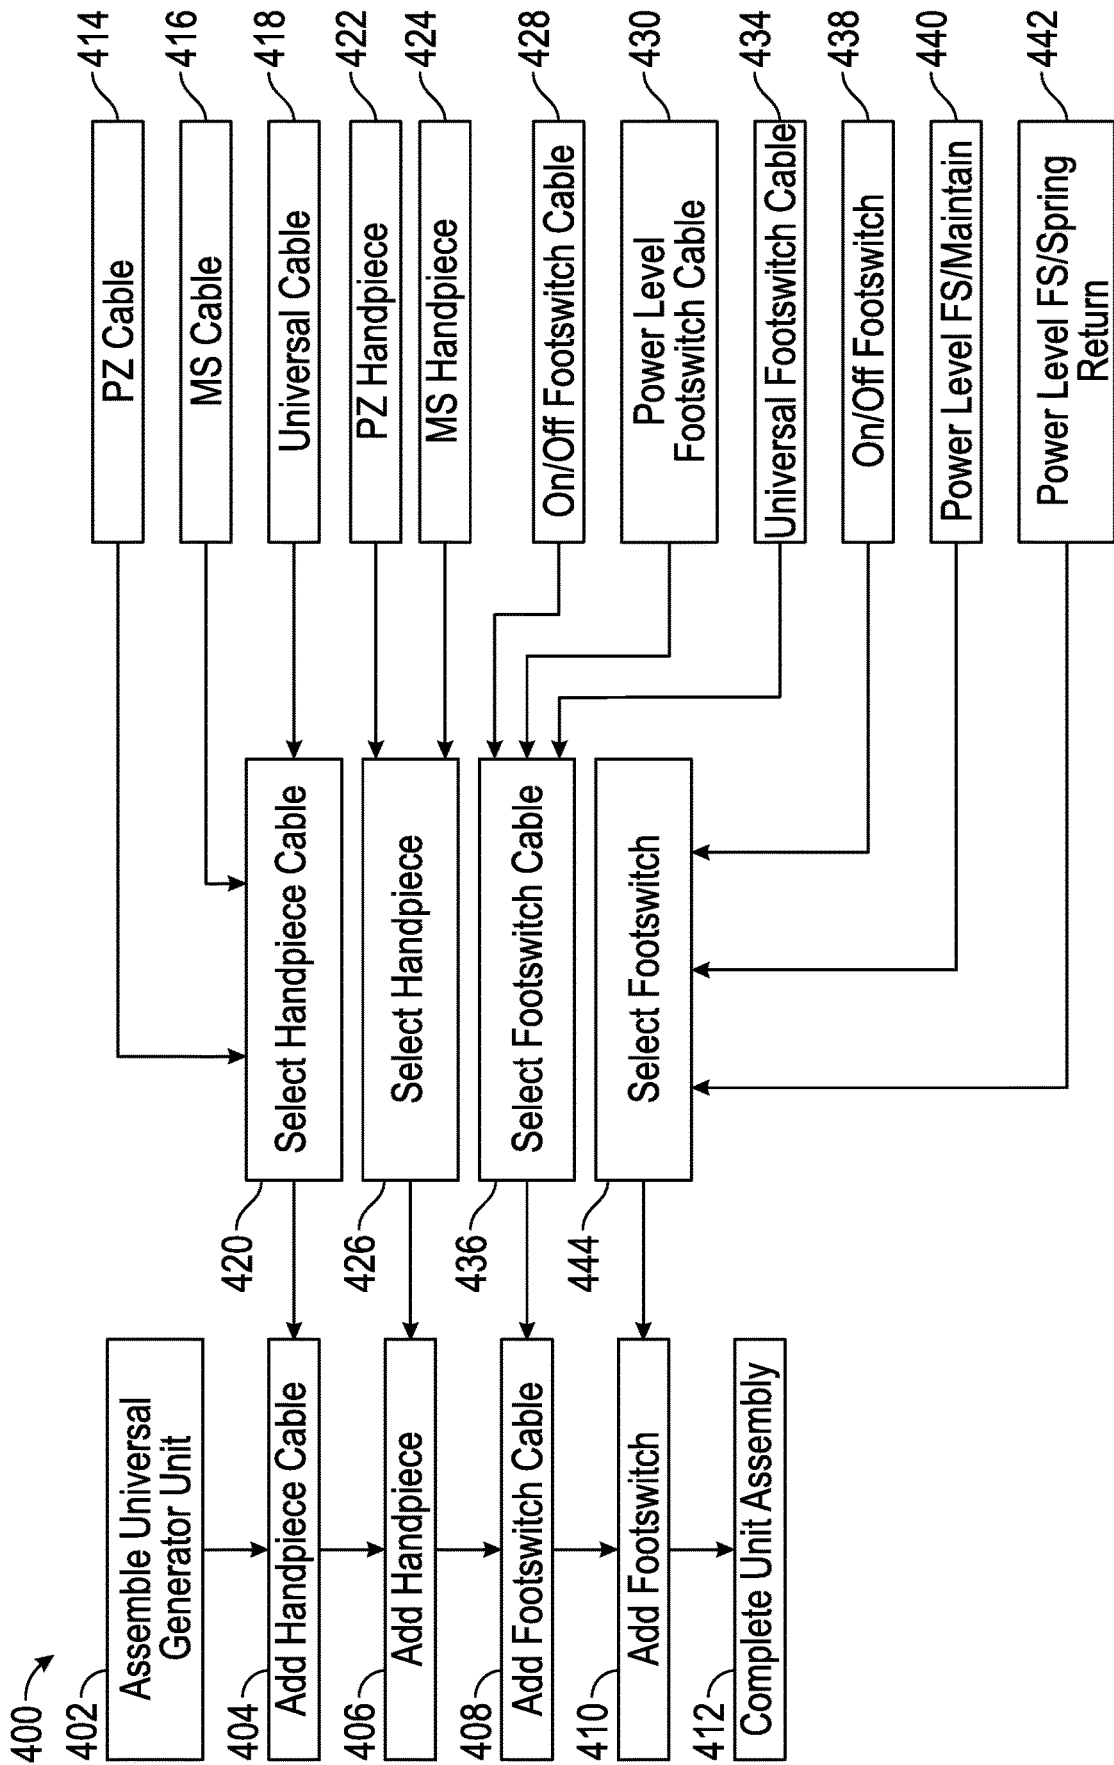 400
402
Assemble Universal
Generator Unit
404
Add Handpiece Cable
406
Add Handpiece
408
Add Footswitch Cable
410
Add Footswitch
412
Complete Unit Assembly
420
Select Handpiece Cable
426
Select Handpiece
436
Select Footswitch Cable
444
Select Footswitch
PZ Cable
414
MS Cable
416
Universal Cable
418
PZ Handpiece
422
MS Handpiece
424
On/Off Footswitch Cable
428
Power Level
Footswitch Cable
430
Universal Footswitch Cable
434
On/Off Footswitch
438
Power Level FS/Maintain
440
Power Level FS/Spring
Return
442